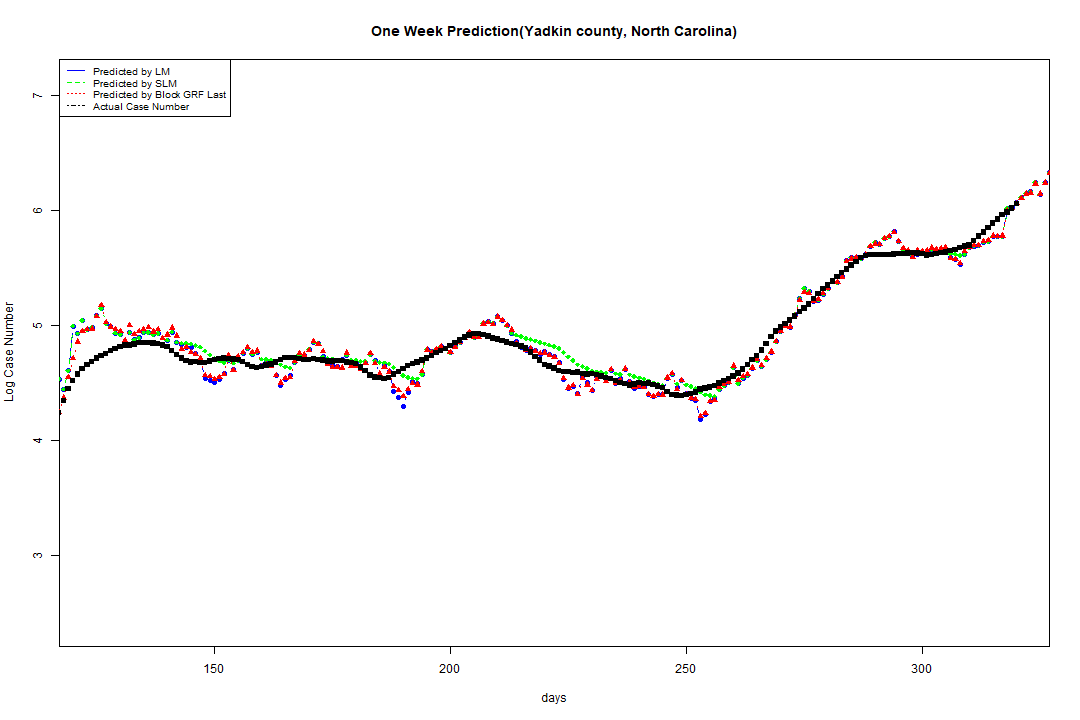 One Week Prediction(Yadkin county, North Carolina)
Predicted by LM
Predicted by SLM
Predicted by Block GRF Last
Actual Case Number
7
6
5
4
3
Log Case Number
150 200 250 300
days